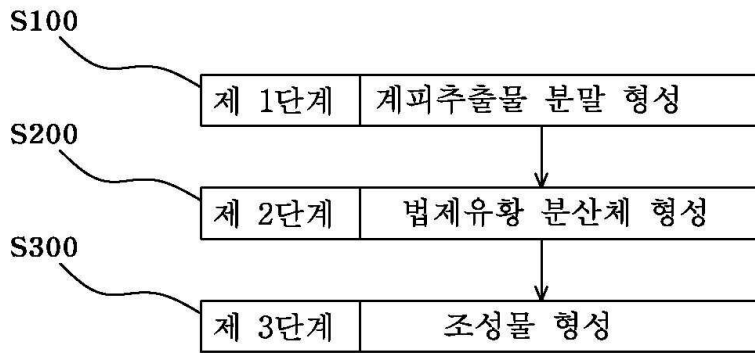 S100
제 1단계 계피추출물 분말 형성
S200
제 2단계 법제유황 분산체 형성
S300
제 3단계 조성물 형성